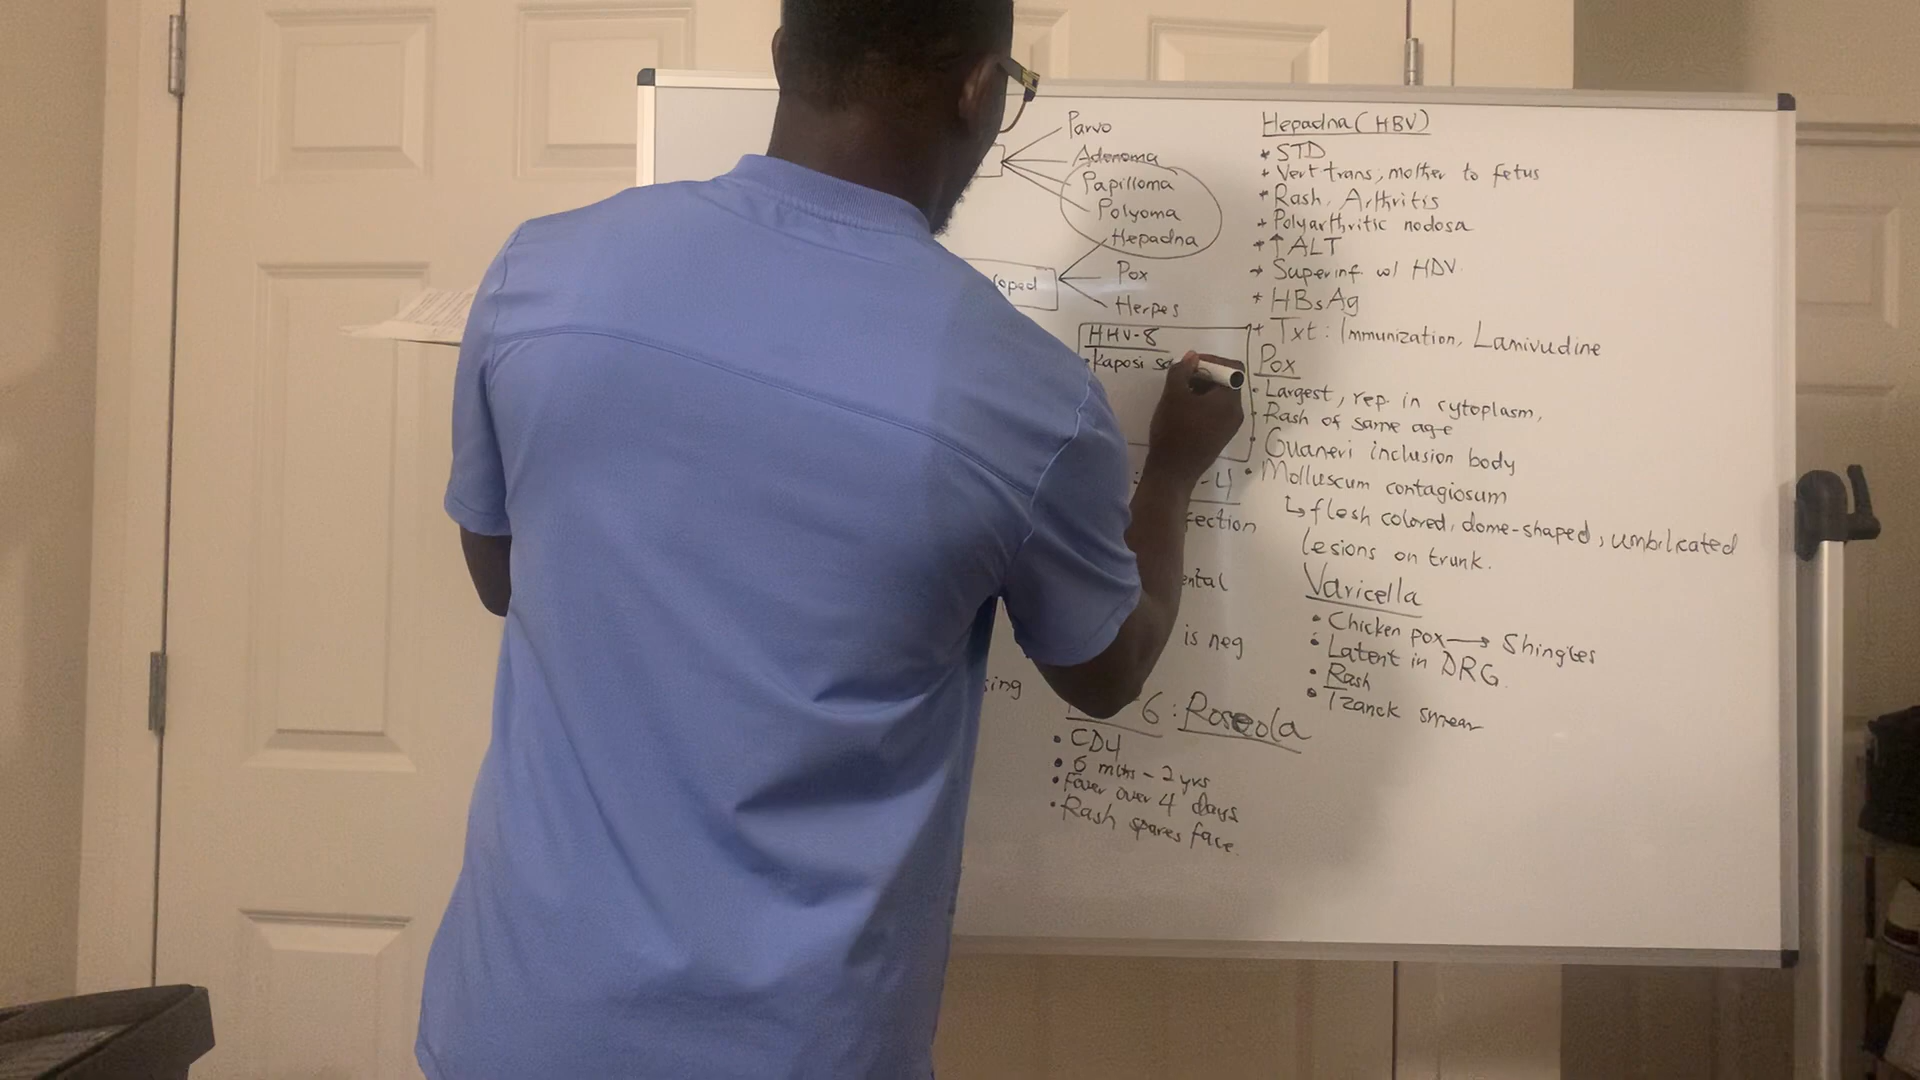 Parvo
Adenoma
Papilloma
Polyoma
Hepadna
Pox
Herpes
HHV-8
• Kaposi
-4
is neg
6: Roseola
• CD4
• 6 mths - 2 yrs
• Fever over 4 days
• Rash spares face.
Hepadna (HBV)
* STD
+ Vert trans, mother to fetus
* Rash, Arthritis
+ Polyarthritic nodosa
* ↑ ALT
+ Superinf. w/ HDV.
* HBsAg
+ Txt: Immunization, Lamivudine
Pox
• Largest, rep. in cytoplasm,
• Rash of same age
• Guaneri inclusion body
• Molluscum contagiosum
↳ flesh colored, dome-shaped, umbilicated
lesions on trunk.
Varicella
• Chicken pox → Shingles
• Latent in DRG.
• Rash
• Tzanck smear